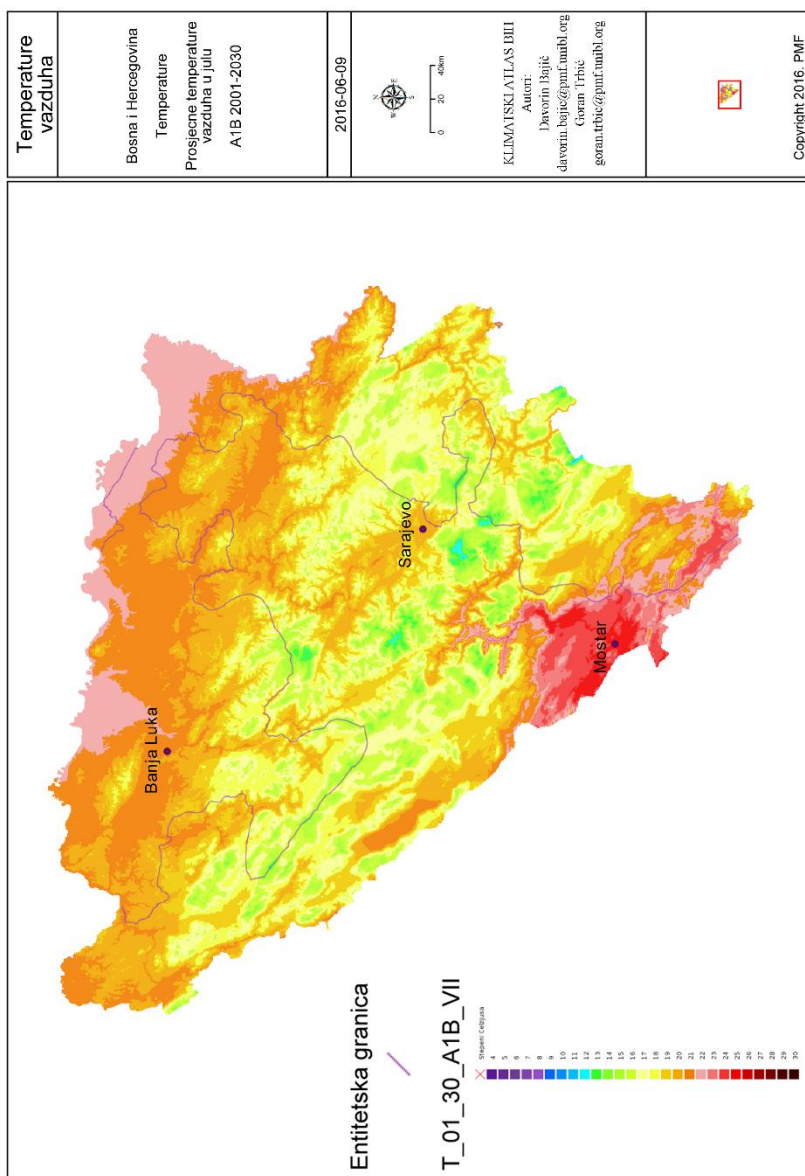 Temperature
vazduha
Bosna i Hercegovina
Temperature
Prosjecne temperature
vazduha u julu
A1B 2001-2030
2016-06-09
N
W E
S
0 20 40km
KLIMATSKI ATLAS BIH
Autori:
Davorin Bajić
davorin.bajic@pmf.unibl.org
Goran Trbić
goran.trbic@pmf.unibl.org
Copyright 2016. PMF
Banja Luka
Sarajevo
Mostar
Entitetska granica
T_01_30_A1B_VII
Stepeni Celzijusa
4
5
6
7
8
9
10
11
12
13
14
15
16
17
18
19
20
21
22
23
24
25
26
27
28
29
30